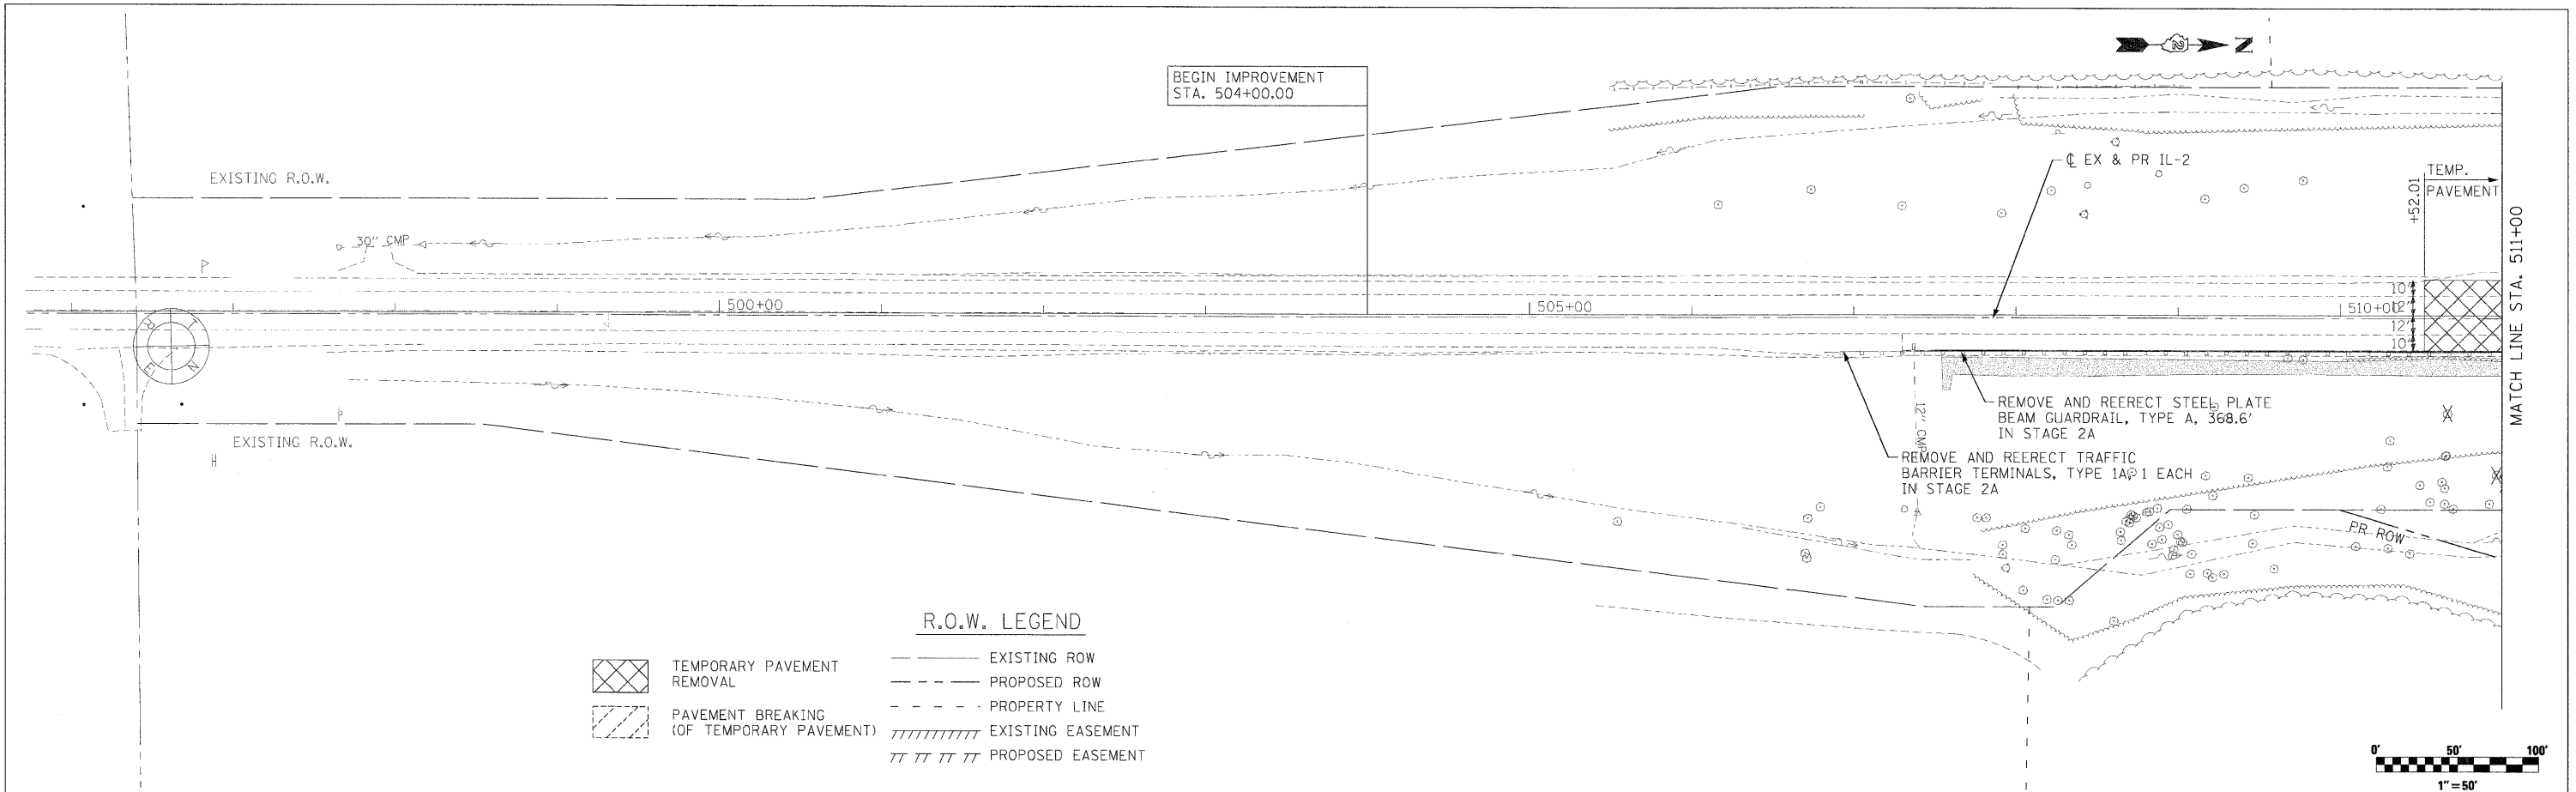 BEGIN IMPROVEMENT
STA. 504+00.00
2
N
EXISTING R.O.W.
℄ EX & PR IL-2
TEMP.
PAVEMENT
+52.01
MATCH LINE STA. 511+00
30" CMP
500+00
505+00
510+00
10'
12'
12'
10'
EXISTING R.O.W.
12" CMP
REMOVE AND REERECT STEEL PLATE
BEAM GUARDRAIL, TYPE A, 368.6'
IN STAGE 2A
REMOVE AND REERECT TRAFFIC
BARRIER TERMINALS, TYPE 1A, 1 EACH
IN STAGE 2A
PR ROW
R.O.W. LEGEND
TEMPORARY PAVEMENT
REMOVAL
PAVEMENT BREAKING
(OF TEMPORARY PAVEMENT)
EXISTING ROW
PROPOSED ROW
PROPERTY LINE
EXISTING EASEMENT
PROPOSED EASEMENT
0' 50' 100'
1" = 50'